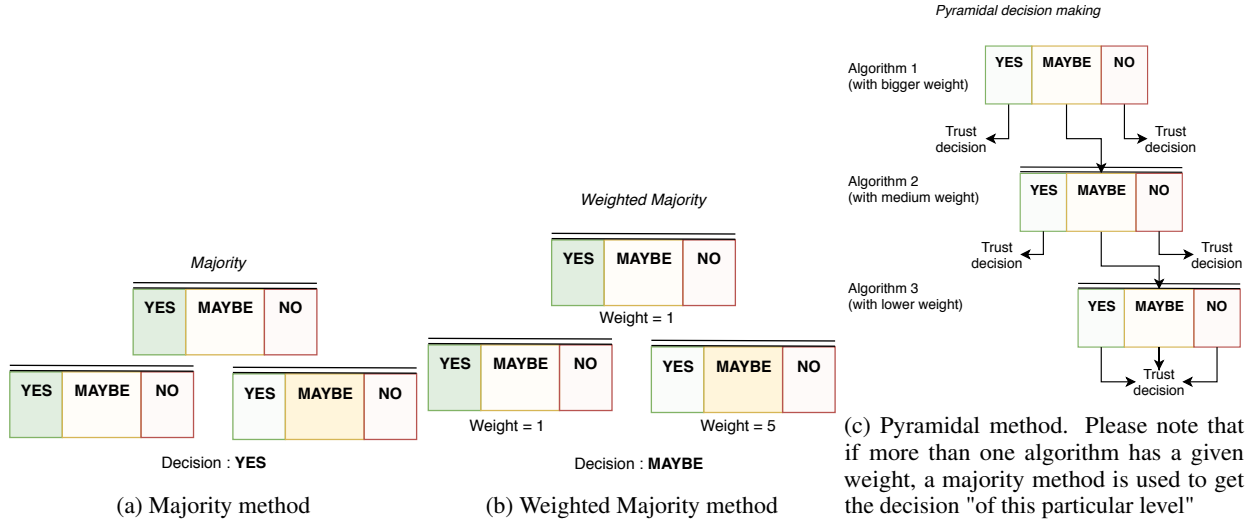 Majority
YES MAYBE NO
YES MAYBE NO
YES MAYBE NO
Decision : YES
(a) Majority method
Weighted Majority
YES MAYBE NO
Weight = 1
YES MAYBE NO
Weight = 1
YES MAYBE NO
Weight = 5
Decision : MAYBE
(b) Weighted Majority method
Pyramidal decision making
Algorithm 1
(with bigger weight)
YES MAYBE NO
Trust
decision
Trust
decision
Algorithm 2
(with medium weight)
YES MAYBE NO
Trust
decision
Trust
decision
Algorithm 3
(with lower weight)
YES MAYBE NO
Trust
decision
(c) Pyramidal method. Please note that
if more than one algorithm has a given
weight, a majority method is used to get
the decision "of this particular level"